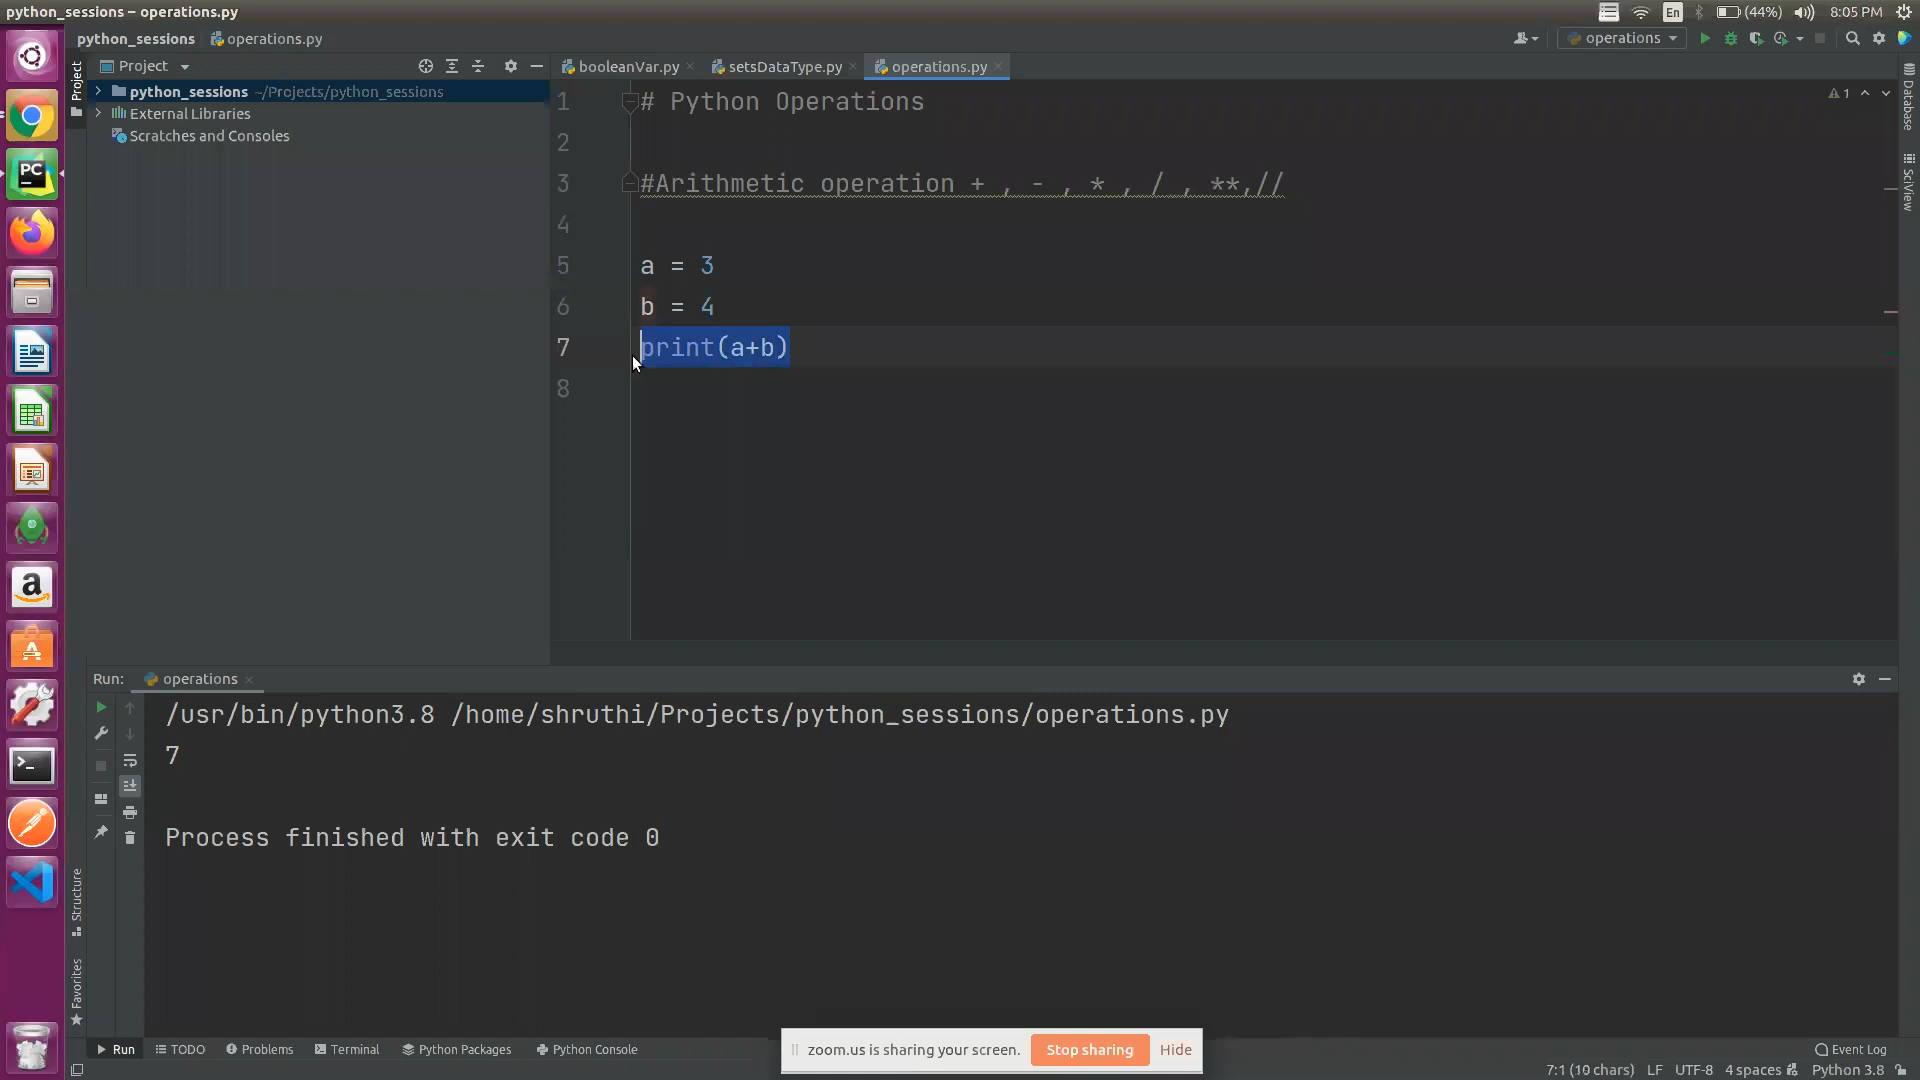 python_sessions – operations.py
En
(44%)
8:05 PM
python_sessions
operations.py
operations
Project
Project
booleanVar.py
setsDataType.py
operations.py
python_sessions ~/Projects/python_sessions
External Libraries
Scratches and Consoles
1 # Python Operations
2
3 #Arithmetic operation + , - , * , / , **,//
4
5 a = 3
6 b = 4
7 print(a+b)
8
1
Database
SciView
PC
a
A
>_
Run: operations
/usr/bin/python3.8 /home/shruthi/Projects/python_sessions/operations.py
7
Process finished with exit code 0
Structure
Favorites
Run
TODO
Problems
Terminal
Python Packages
Python Console
zoom.us is sharing your screen.
Stop sharing
Hide
Event Log
7:1 (10 chars) LF UTF-8 4 spaces Python 3.8